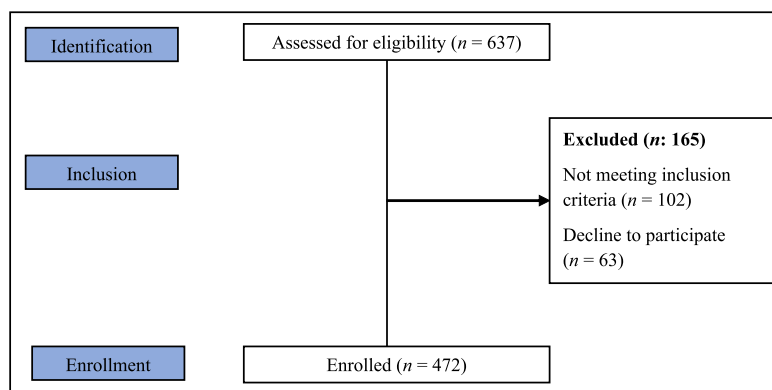 Identification
Assessed for eligibility (n = 637)
Inclusion
Excluded (n: 165)
Not meeting inclusion
criteria (n = 102)
Decline to participate
(n = 63)
Enrollment
Enrolled (n = 472)